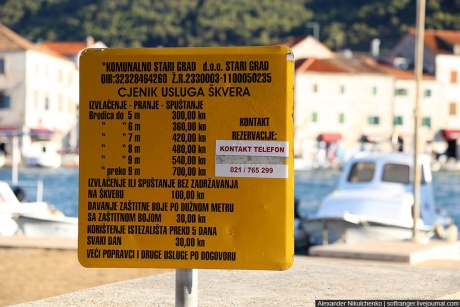 "KOMUNALNO STARI GRAD d.o.o. STARI GRAD
OIB:32328464260 Ž.R.2330003-1100050235
CJENIK USLUGA ŠKVERA
IZVLAČENJE - PRANJE - SPUŠTANJE
Brodica do 5 m 300,00 kn
" " 6 m 360,00 kn
" " 7 m 420,00 kn
" " 8 m 480,00 kn
" " 9 m 540,00 kn
" preko 9 m 700,00 kn
KONTAKT
REZERVACIJE:
KONTAKT TELEFON
021 / 765 299
IZVLAČENJE ILI SPUŠTANJE BEZ ZADRŽAVANJA
NA ŠKVERU 100,00 kn
DAVANJE ZAŠTITNE BOJE PO DUŽNOM METRU
SA ZAŠTITNOM BOJOM 30,00 kn
KORIŠTENJE ISTEZALIŠTA PREKO 5 DANA
SVAKI DAN 30,00 kn
VEĆI POPRAVCI I DRUGE USLUGE PO DOGOVORU
Alexander Nikulchenko | softranger.livejournal.com